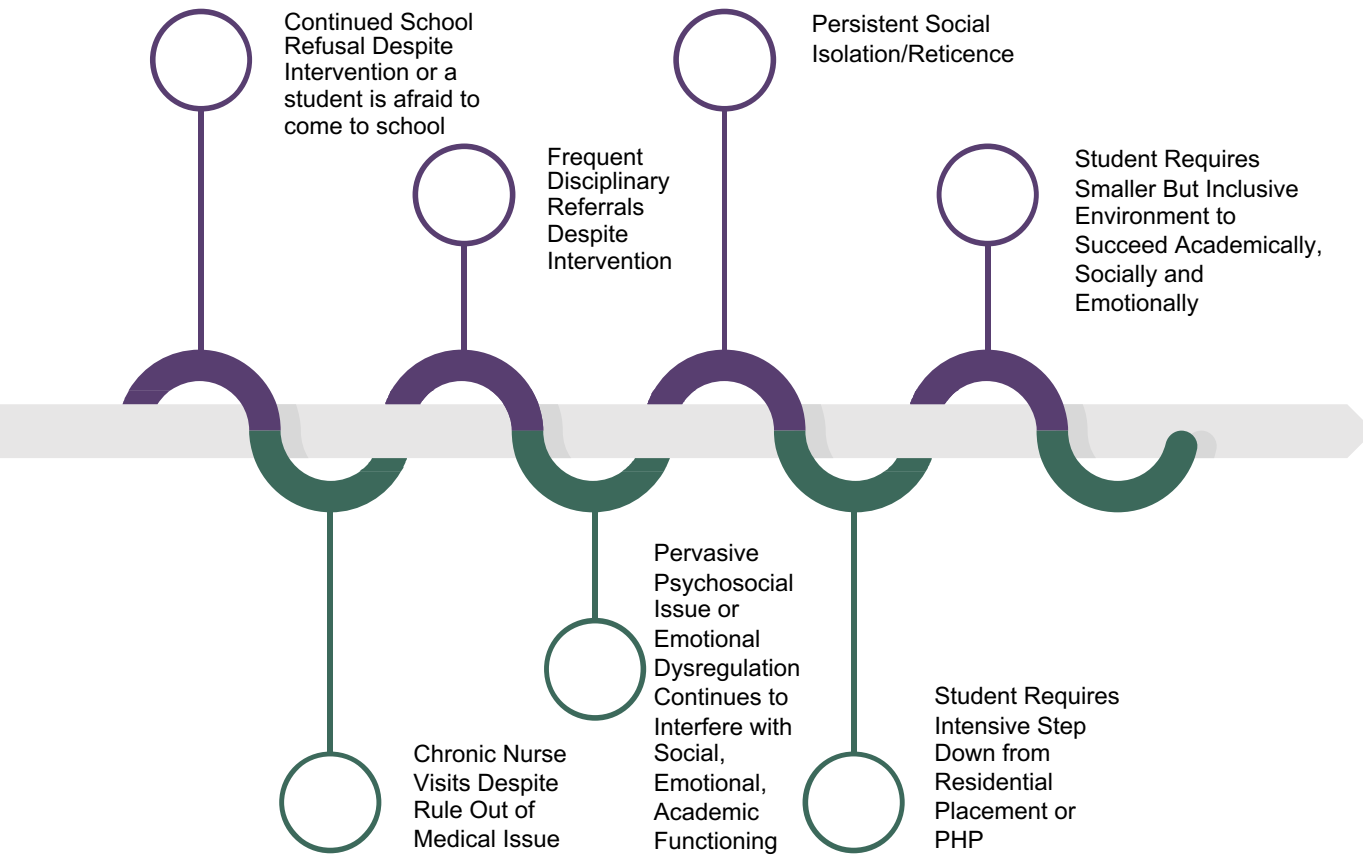 Continued School
Refusal Despite
Intervention or a
student is afraid to
come to school
Frequent
Disciplinary
Referrals
Despite
Intervention
Persistent Social
Isolation/Reticence
Student Requires
Smaller But Inclusive
Environment to
Succeed Academically,
Socially and
Emotionally
Chronic Nurse
Visits Despite
Rule Out of
Medical Issue
Pervasive
Psychosocial
Issue or
Emotional
Dysregulation
Continues to
Interfere with
Social,
Emotional,
Academic
Functioning
Student Requires
Intensive Step
Down from
Residential
Placement or
PHP